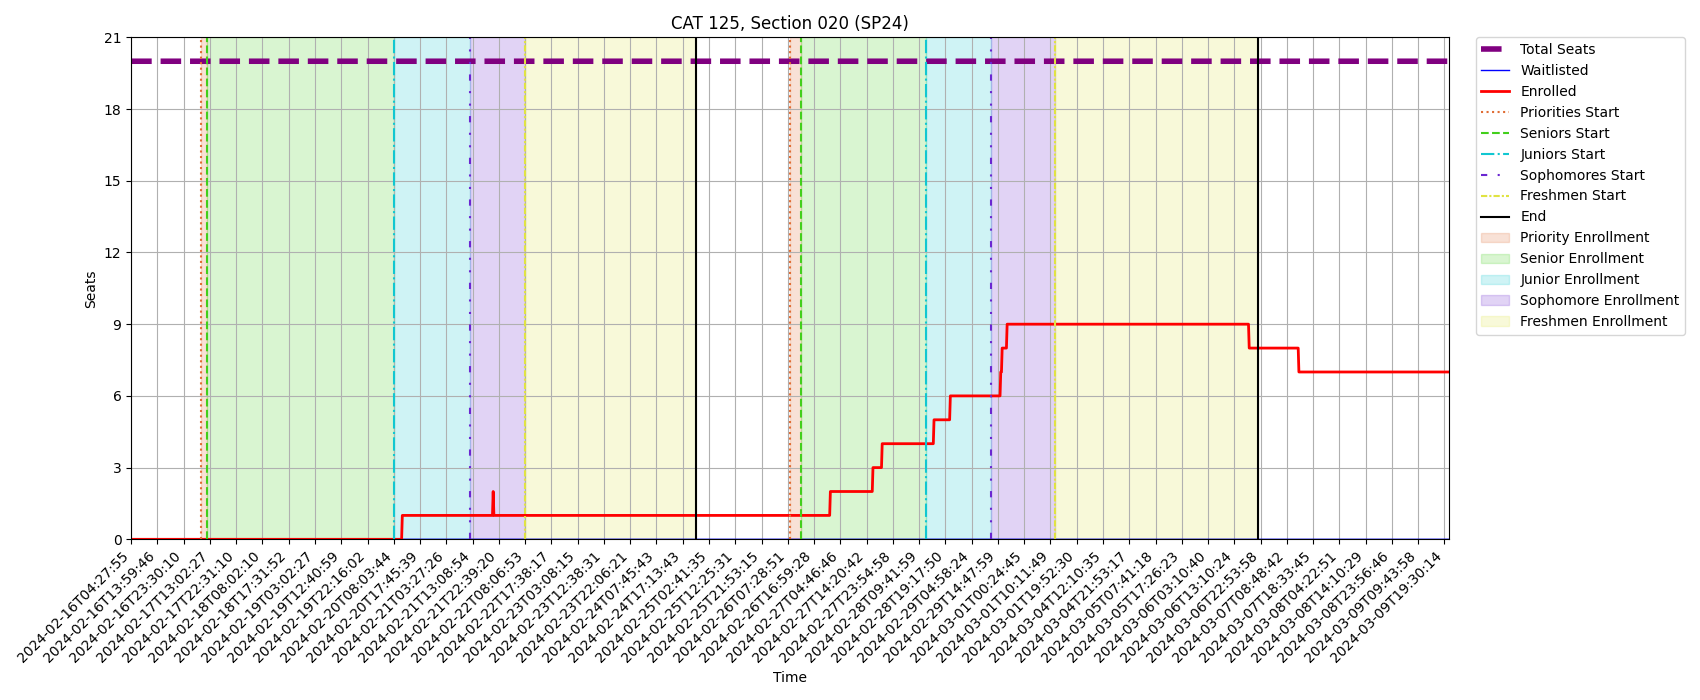 CAT 125, Section 020 (SP24)
21
18
15
12
9
6
3
0
Seats
2024-02-16T04:27:55
2024-02-16T13:59:46
2024-02-16T23:30:10
2024-02-17T13:02:27
2024-02-17T22:31:10
2024-02-18T08:02:10
2024-02-18T17:31:52
2024-02-19T03:02:27
2024-02-19T12:40:59
2024-02-19T22:16:02
2024-02-20T08:03:44
2024-02-20T17:45:39
2024-02-21T03:27:26
2024-02-21T13:08:54
2024-02-21T22:39:20
2024-02-22T08:06:53
2024-02-22T17:38:17
2024-02-23T03:08:15
2024-02-23T12:38:31
2024-02-23T22:06:21
2024-02-24T07:45:43
2024-02-24T17:13:43
2024-02-25T02:41:35
2024-02-25T12:25:31
2024-02-25T21:53:15
2024-02-26T07:28:51
2024-02-26T16:59:28
2024-02-27T04:46:46
2024-02-27T14:20:42
2024-02-27T23:54:58
2024-02-28T09:41:59
2024-02-28T19:17:50
2024-02-29T04:58:24
2024-02-29T14:47:59
2024-03-01T00:24:45
2024-03-01T10:11:49
2024-03-01T19:52:30
2024-03-04T12:10:35
2024-03-04T21:53:17
2024-03-05T07:41:18
2024-03-05T17:26:23
2024-03-06T03:10:40
2024-03-06T13:10:24
2024-03-06T22:53:58
2024-03-07T08:48:42
2024-03-07T18:33:45
2024-03-08T04:22:51
2024-03-08T14:10:29
2024-03-08T23:56:46
2024-03-09T09:43:58
2024-03-09T19:30:14
Time
Total Seats
Waitlisted
Enrolled
Priorities Start
Seniors Start
Juniors Start
Sophomores Start
Freshmen Start
End
Priority Enrollment
Senior Enrollment
Junior Enrollment
Sophomore Enrollment
Freshmen Enrollment